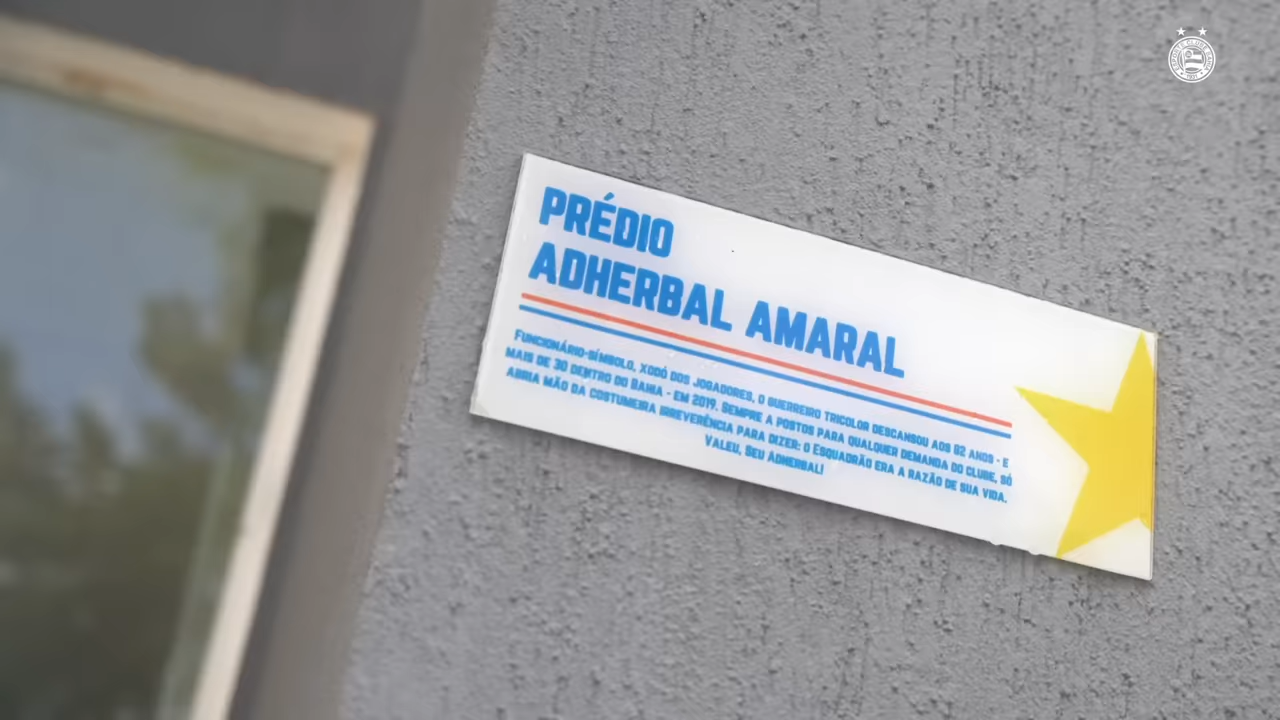 PRÉDIO
ADHERBAL AMARAL
FUNCIONÁRIO-SÍMBOLO, XODÓ DOS JOGADORES, O GUERREIRO TRICOLOR DESCANSOU AOS 82 ANOS - E
MAIS DE 30 DENTRO DO BAHIA - EM 2019. SEMPRE A POSTOS PARA QUALQUER DEMANDA DO CLUBE, SÓ
ABRIA MÃO DA COSTUMEIRA IRREVERÊNCIA PARA DIZER: O ESQUADRÃO ERA A RAZÃO DE SUA VIDA.
VALEU, SEU ADHERBAL!